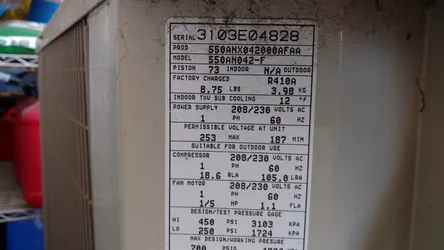 SERIAL 3103E04828
PROD 550ANX042000AFAA
MODEL 550AN042-F
PISTON 73 INDOOR N/A OUTDOOR
FACTORY CHARGED R410A
8.75 LBS 3.98 KG
INDOOR TXV SUB COOLING 12 °F
POWER SUPPLY 208/230 VOLTS AC
1 PH 60 HZ
PERMISSIBLE VOLTAGE AT UNIT
253 MAX 187 MIN
SUITABLE FOR OUTDOOR USE
COMPRESSOR 208/230 VOLTS AC
1 PH 60 HZ
18.6 RLA 105.0 LRA
FAN MOTOR 208/230 VOLTS AC
1 PH 60 HZ
1/5 HP 1.1 FLA
DESIGN/TEST PRESSURE GAGE
HI 450 PSI 3103 KPA
LO 250 PSI 1724 KPA
MAX DESIGN/WORKING PRESSURE
700 PSIG